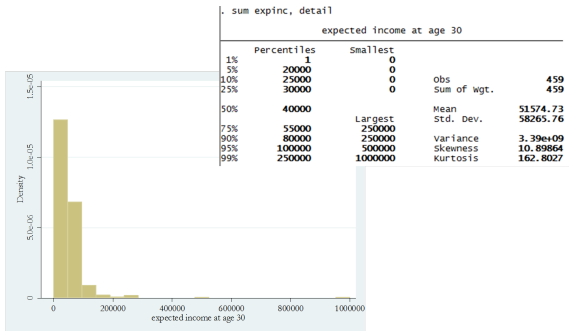 . sum expinc, detail
expected income at age 30
Percentiles Smallest
1% 1 0
5% 20000 0
10% 25000 0 Obs 459
25% 30000 0 Sum of Wgt. 459
50% 40000 Mean 51574.73
Largest Std. Dev. 58265.76
75% 55000 250000
90% 80000 250000 Variance 3.39e+09
95% 100000 500000 Skewness 10.89864
99% 250000 1000000 Kurtosis 162.8027
Density
1.5e-05
1.0e-05
5.0e-06
0
0 200000 400000 600000 800000 1000000
expected income at age 30